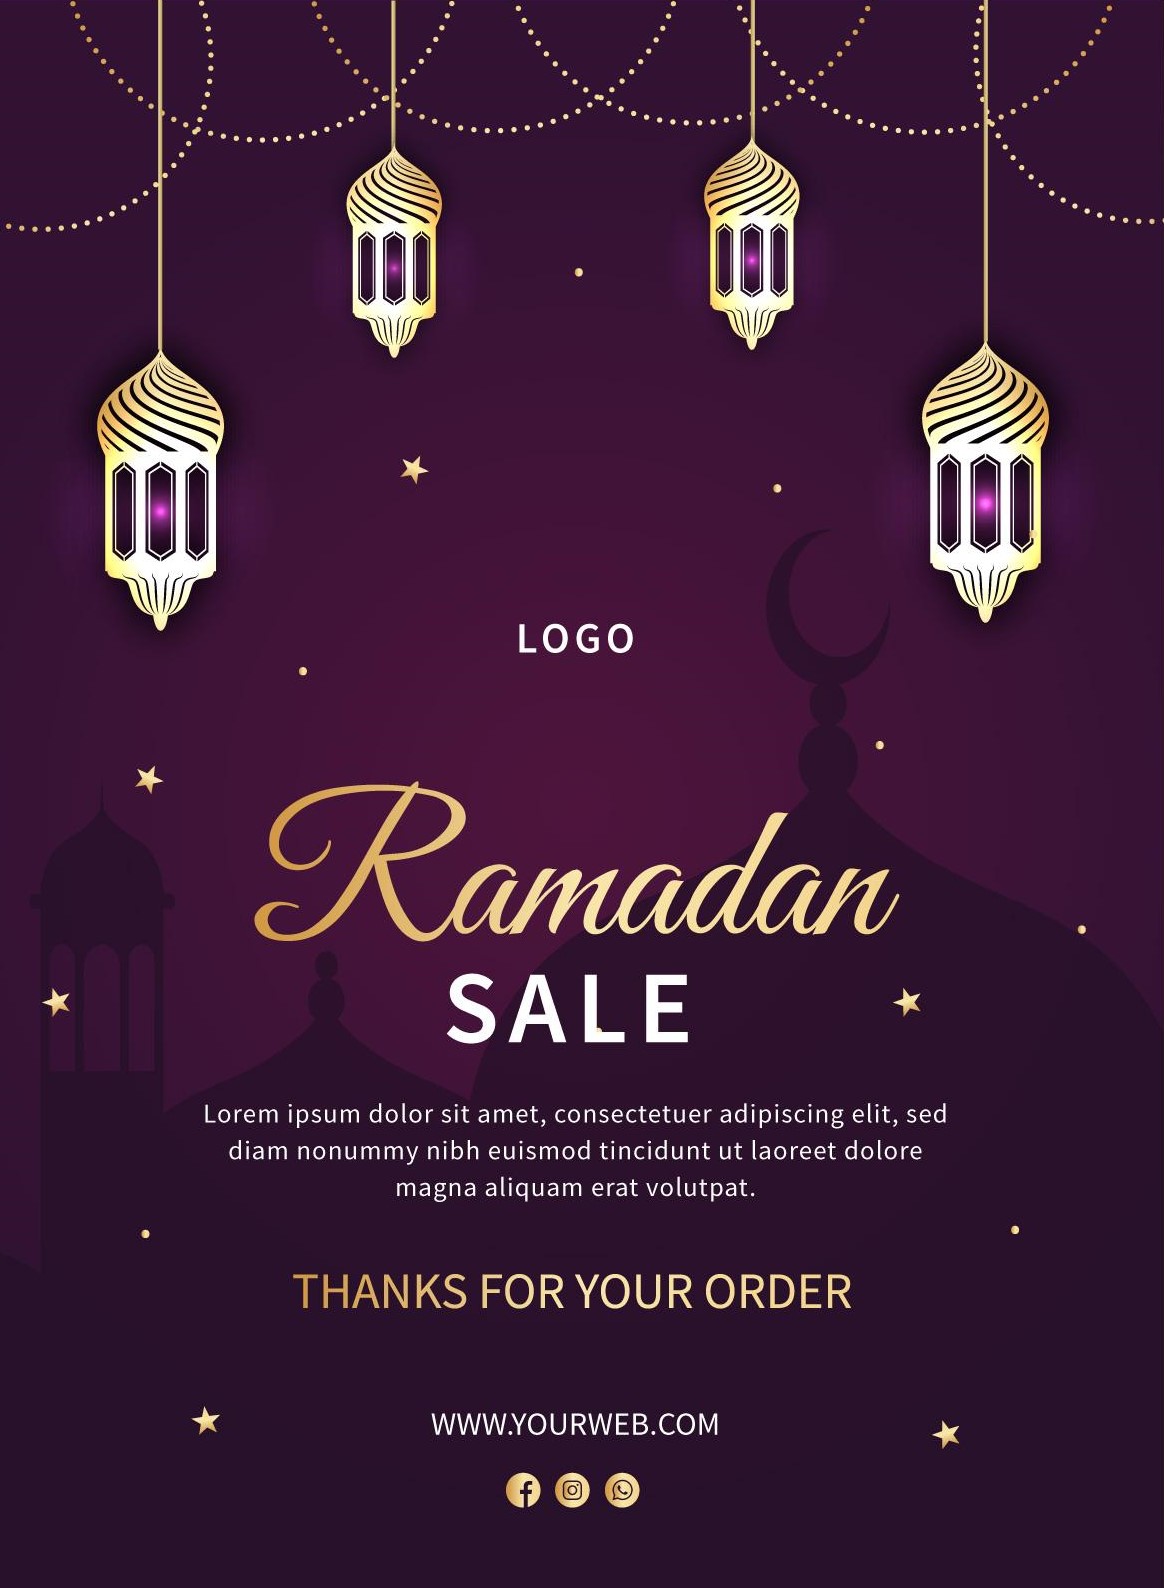 LOGO
Ramadan
SALE
Lorem ipsum dolor sit amet, consectetuer adipiscing elit, sed
diam nonummy nibh euismod tincidunt ut laoreet dolore
magna aliquam erat volutpat.
THANKS FOR YOUR ORDER
WWW.YOURWEB.COM